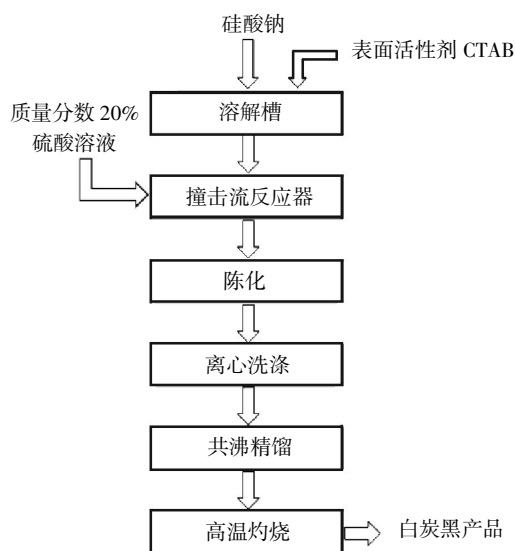 硅酸钠
表面活性剂 CTAB
溶解槽
质量分数 20%
硫酸溶液
撞击流反应器
陈化
离心洗涤
共沸精馏
高温灼烧
白炭黑产品